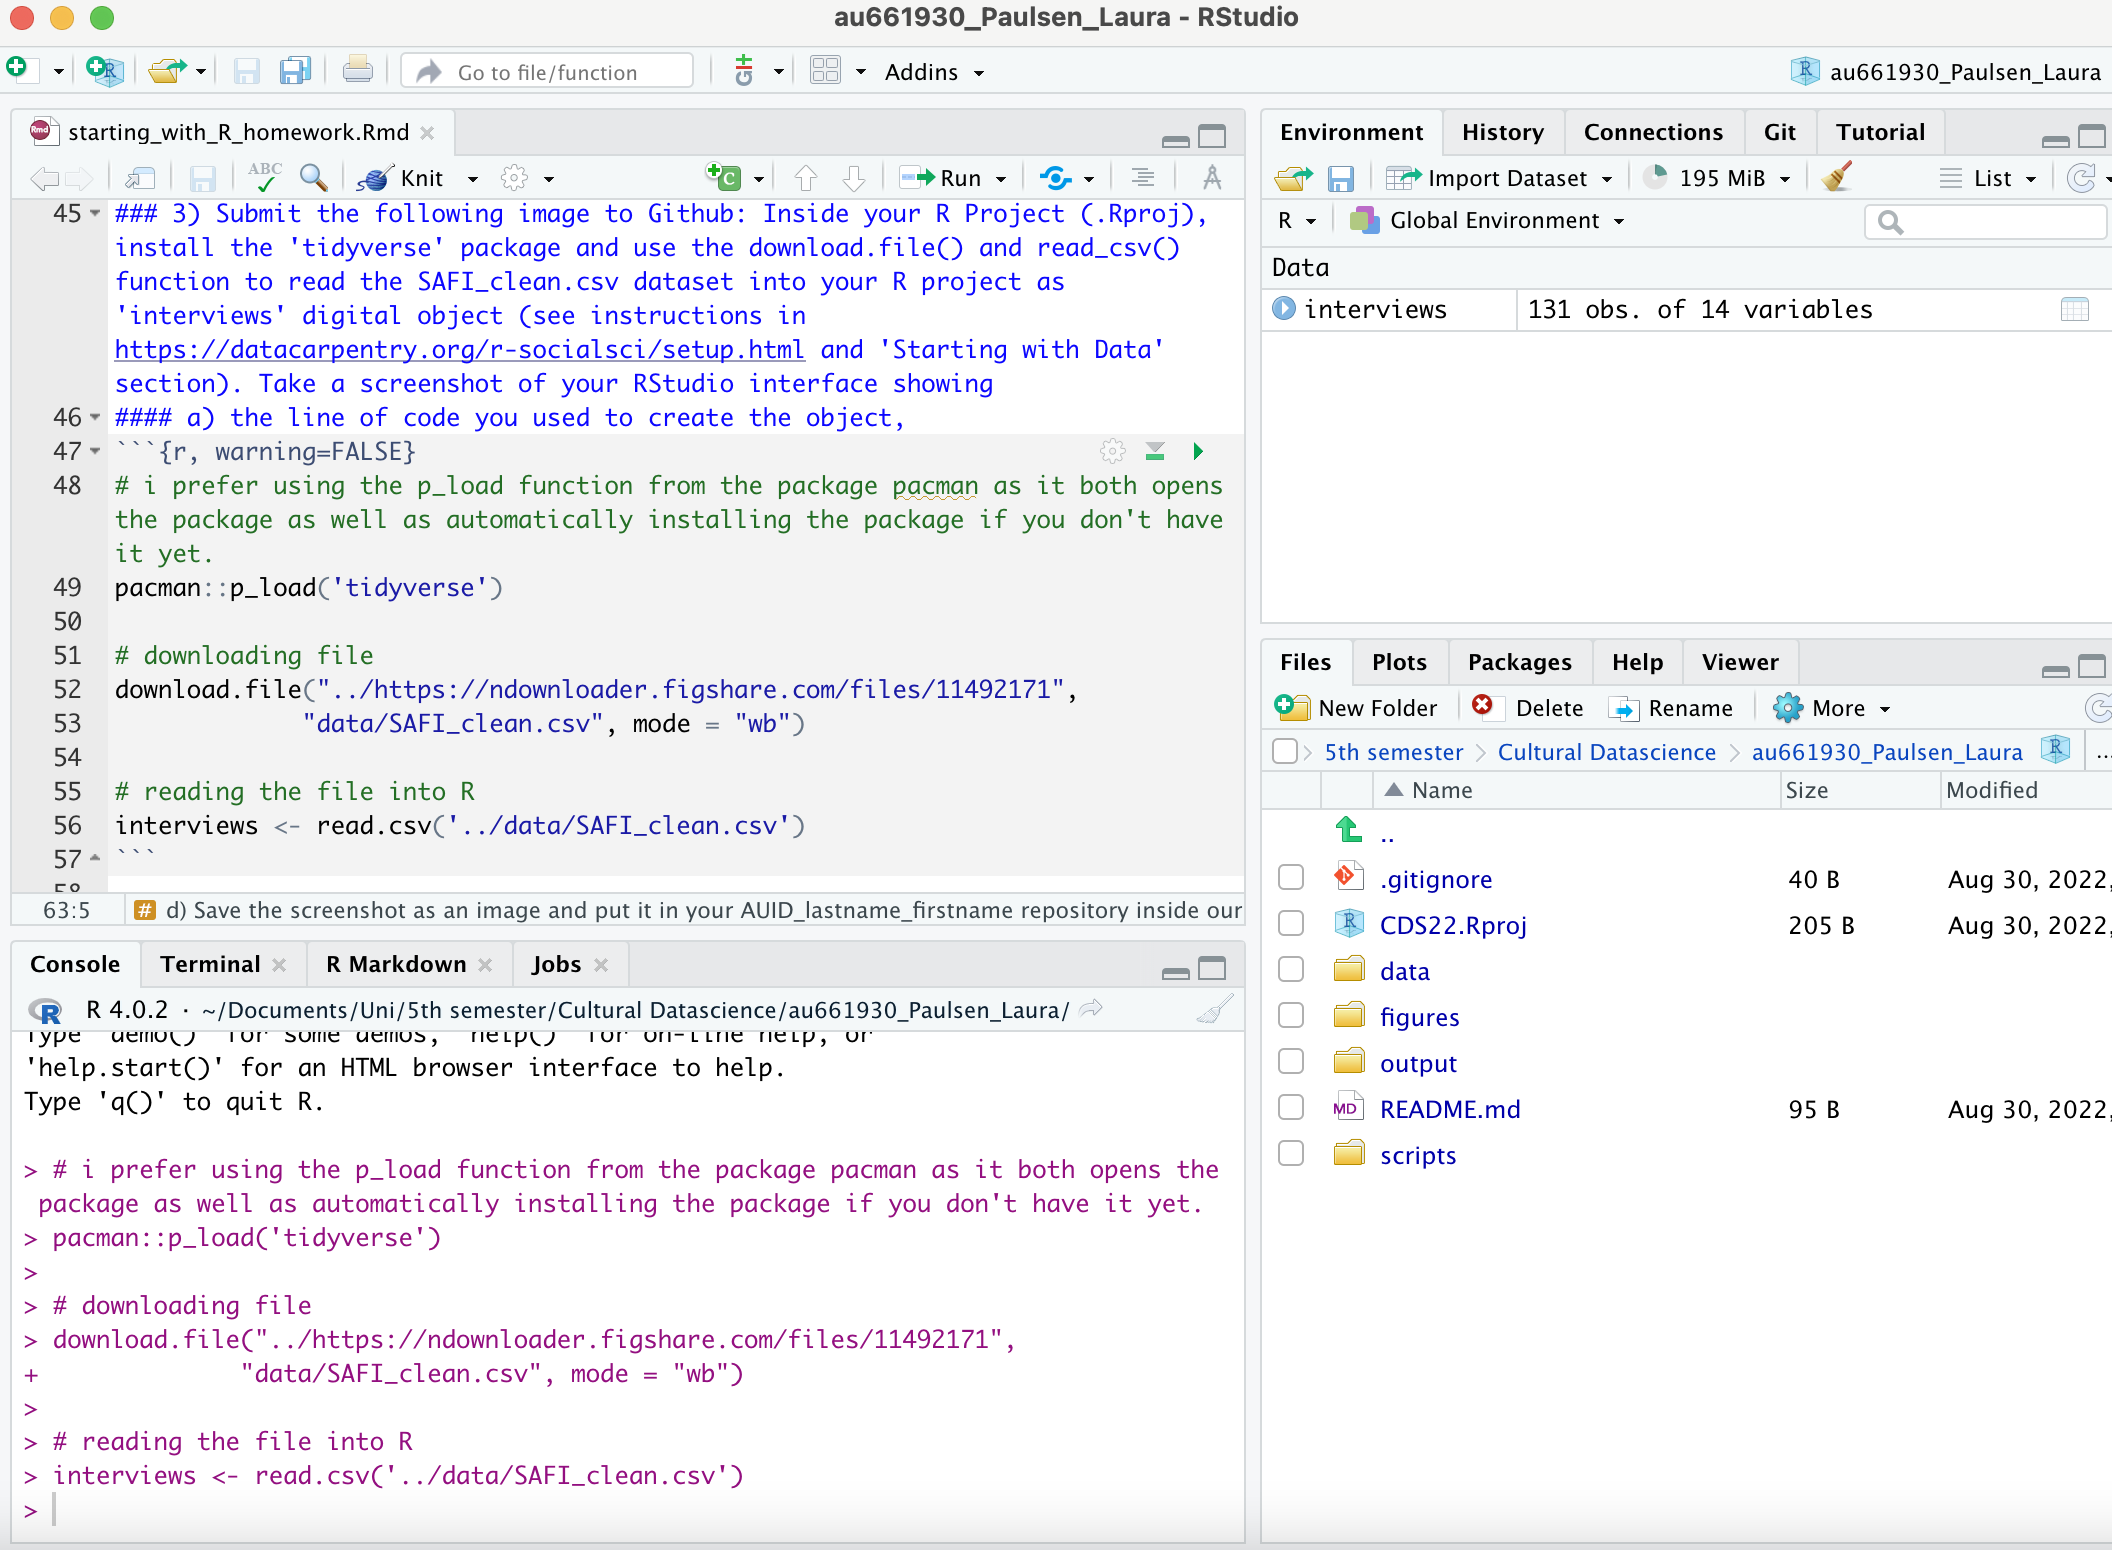 au661930_Paulsen_Laura - RStudio
Go to file/function
Addins
au661930_Paulsen_Laura
starting_with_R_homework.Rmd
ABC
Knit
Run
45 ### 3) Submit the following image to Github: Inside your R Project (.Rproj),
install the 'tidyverse' package and use the download.file() and read_csv()
function to read the SAFI_clean.csv dataset into your R project as
'interviews' digital object (see instructions in
https://datacarpentry.org/r-socialsci/setup.html and 'Starting with Data'
section). Take a screenshot of your RStudio interface showing
46 #### a) the line of code you used to create the object,
47 ```{r, warning=FALSE}
48 # i prefer using the p_load function from the package pacman as it both opens
the package as well as automatically installing the package if you don't have
it yet.
49 pacman::p_load('tidyverse')
50
51 # downloading file
52 download.file("../https://ndownloader.figshare.com/files/11492171",
53 "data/SAFI_clean.csv", mode = "wb")
54
55 # reading the file into R
56 interviews <- read.csv('../data/SAFI_clean.csv')
57 ```
58
63:5 # d) Save the screenshot as an image and put it in your AUID_lastname_firstname repository inside our
Console Terminal R Markdown Jobs
R 4.0.2 · ~/Documents/Uni/5th semester/Cultural Datascience/au661930_Paulsen_Laura/
Type 'demo()' for some demos, 'help()' for on-line help, or
'help.start()' for an HTML browser interface to help.
Type 'q()' to quit R.
> # i prefer using the p_load function from the package pacman as it both opens the
package as well as automatically installing the package if you don't have it yet.
> pacman::p_load('tidyverse')
>
> # downloading file
> download.file("../https://ndownloader.figshare.com/files/11492171",
+ "data/SAFI_clean.csv", mode = "wb")
>
> # reading the file into R
> interviews <- read.csv('../data/SAFI_clean.csv')
>
Environment History Connections Git Tutorial
Import Dataset 195 MiB List
R Global Environment
Data
interviews 131 obs. of 14 variables
Files Plots Packages Help Viewer
New Folder Delete Rename More
5th semester Cultural Datascience au661930_Paulsen_Laura ...
Name Size Modified
..
.gitignore 40 B Aug 30, 2022,
CDS22.Rproj 205 B Aug 30, 2022,
data
figures
output
MD README.md 95 B Aug 30, 2022,
scripts